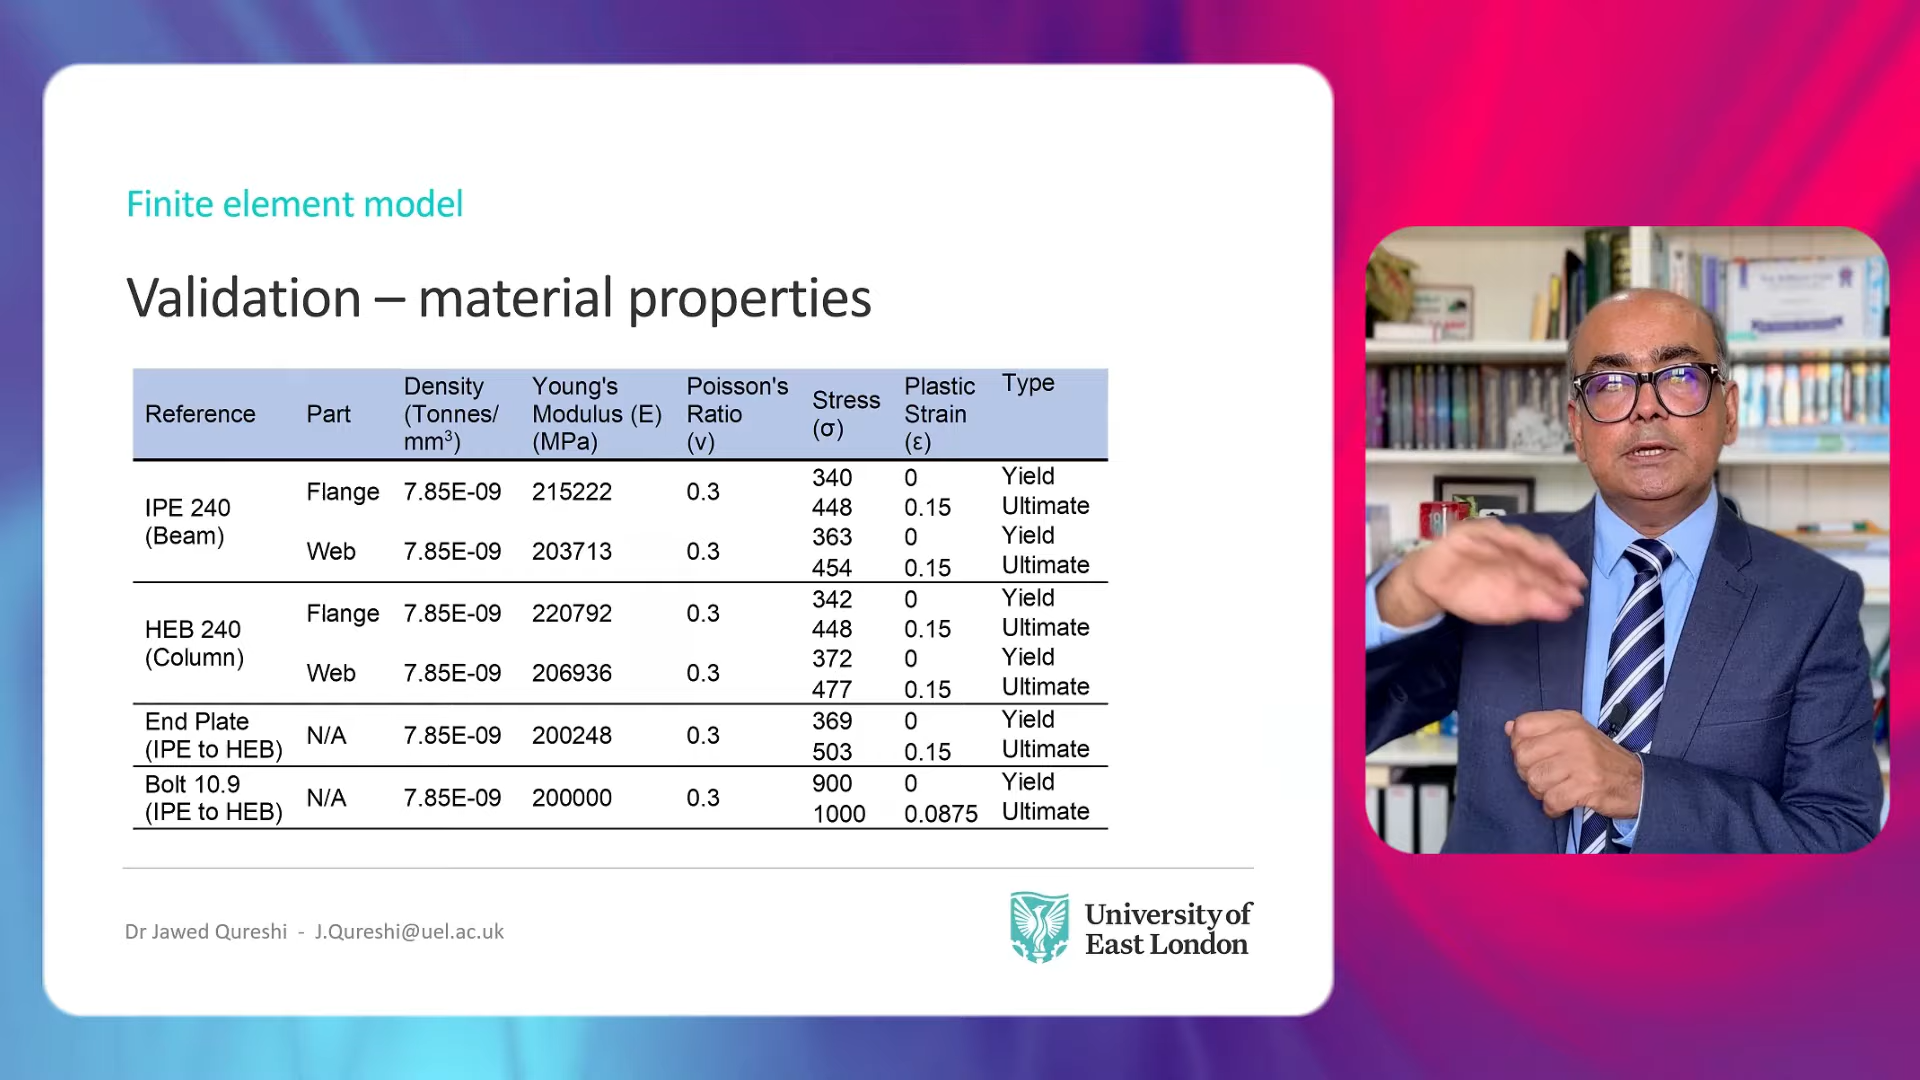 Finite element model
Validation – material properties
Reference Part Density (Tonnes/ mm³) Young's Modulus (E) (MPa) Poisson's Ratio (v) Stress (σ) Plastic Strain (ε) Type
IPE 240 (Beam) Flange 7.85E-09 215222 0.3 340 0 Yield
448 0.15 Ultimate
Web 7.85E-09 203713 0.3 363 0 Yield
454 0.15 Ultimate
HEB 240 (Column) Flange 7.85E-09 220792 0.3 342 0 Yield
448 0.15 Ultimate
Web 7.85E-09 206936 0.3 372 0 Yield
477 0.15 Ultimate
End Plate (IPE to HEB) N/A 7.85E-09 200248 0.3 369 0 Yield
503 0.15 Ultimate
Bolt 10.9 (IPE to HEB) N/A 7.85E-09 200000 0.3 900 0 Yield
1000 0.0875 Ultimate
Dr Jawed Qureshi - J.Qureshi@uel.ac.uk
University of
East London